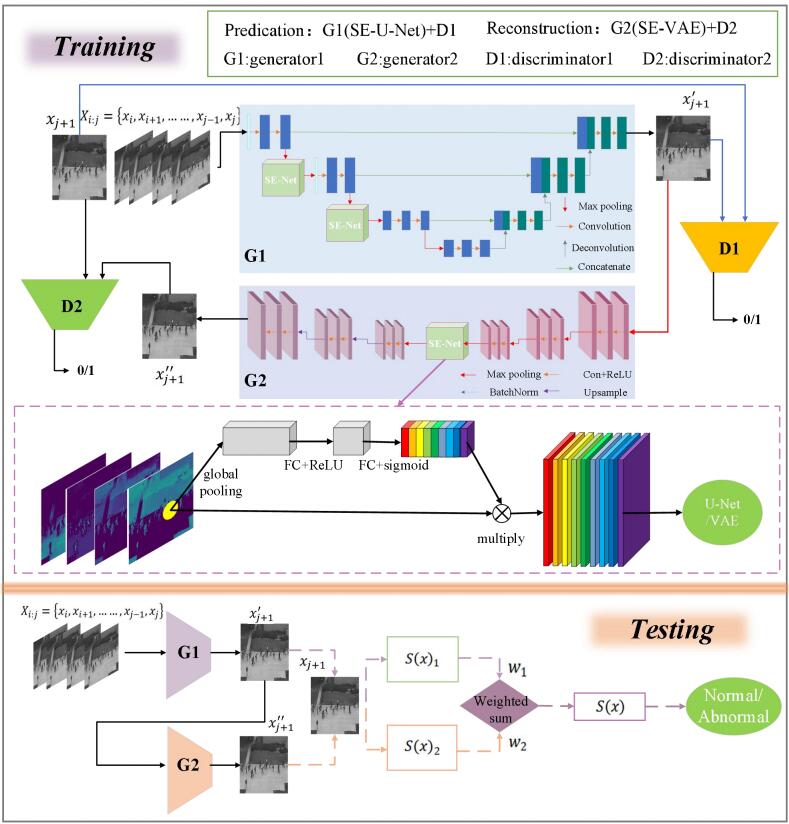 Training
Predication：G1(SE-U-Net)+D1 Reconstruction：G2(SE-VAE)+D2
G1:generator1 G2:generator2 D1:discriminator1 D2:discriminator2
x_{j+1} X_{i:j} = {x_i, x_{i+1}, ... ..., x_{j-1}, x_j} x'_{j+1}
SE-Net
SE-Net
Max pooling
Convolution
Deconvolution
Concatenate
G1
D1
0/1
D2
0/1
x''_{j+1}
SE-Net
G2
Max pooling Con+ReLU
BatchNorm Upsample
global
pooling
FC+ReLU FC+sigmoid
multiply
U-Net
/VAE
Testing
X_{i:j} = {x_i, x_{i+1}, ... ..., x_{j-1}, x_j}
G1
x'_{j+1}
x_{j+1}
x''_{j+1}
G2
S(x)_1
S(x)_2
w_1
Weighted
sum
w_2
S(x)
Normal/
Abnormal